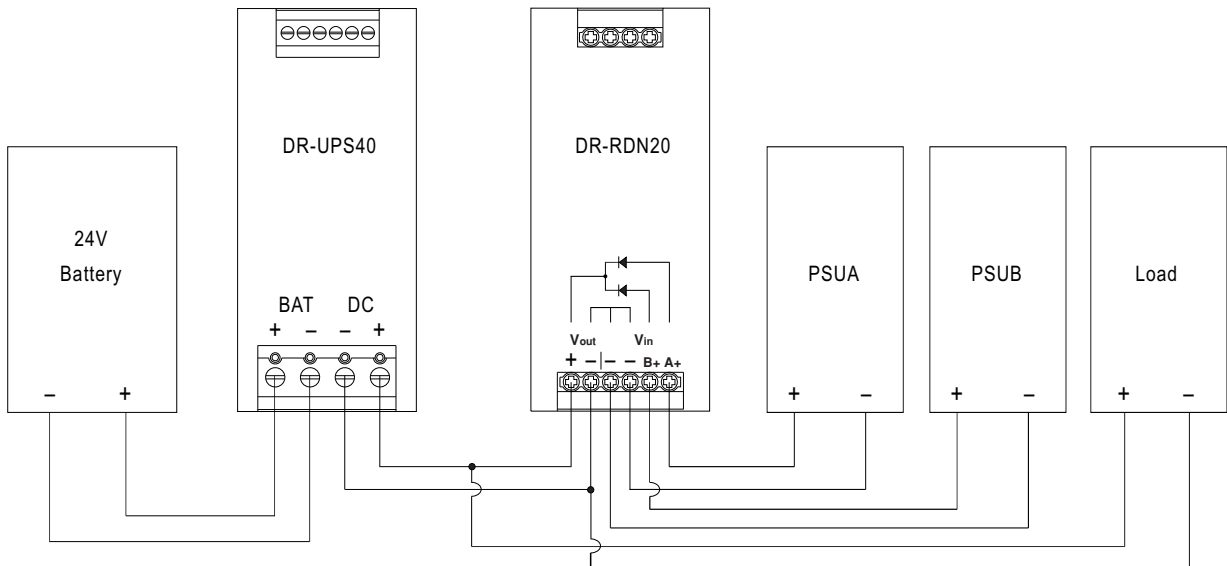 DR-UPS40
DR-RDN20
24V
Battery
PSUA
PSUB
Load
BAT DC
+ – – +
Vout Vin
+ –|– – B+ A+
– +
+ –
+ –
+ –